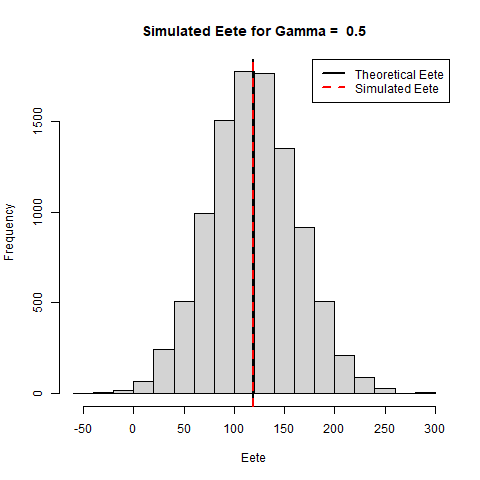 Simulated Eete for Gamma =  0.5
Theoretical Eete
Simulated Eete
Frequency
1500
1000
500
0
-50 0 50 100 150 200 250 300
Eete